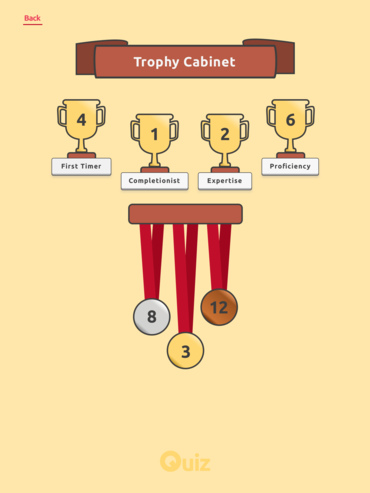 Back
Trophy Cabinet
4
1
2
6
First Timer
Completionist
Expertise
Proficiency
8
3
12
Quiz